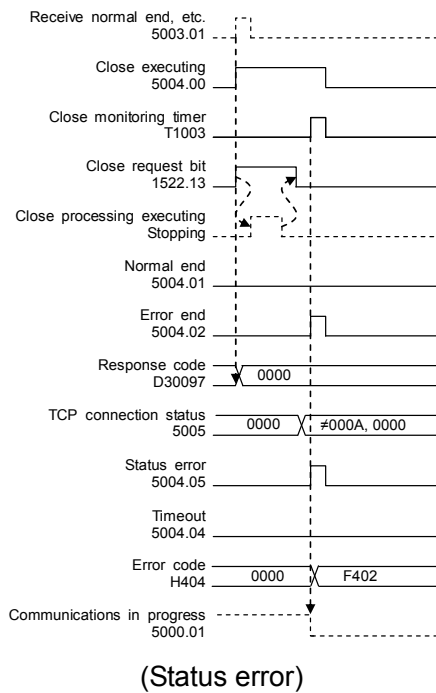 Receive normal end, etc.
5003.01
Close executing
5004.00
Close monitoring timer
T1003
Close request bit
1522.13
Close processing executing
Stopping
Normal end
5004.01
Error end
5004.02
Response code
D30097
0000
TCP connection status
5005
0000
≠000A, 0000
Status error
5004.05
Timeout
5004.04
Error code
H404
0000
F402
Communications in progress
5000.01
(Status error)